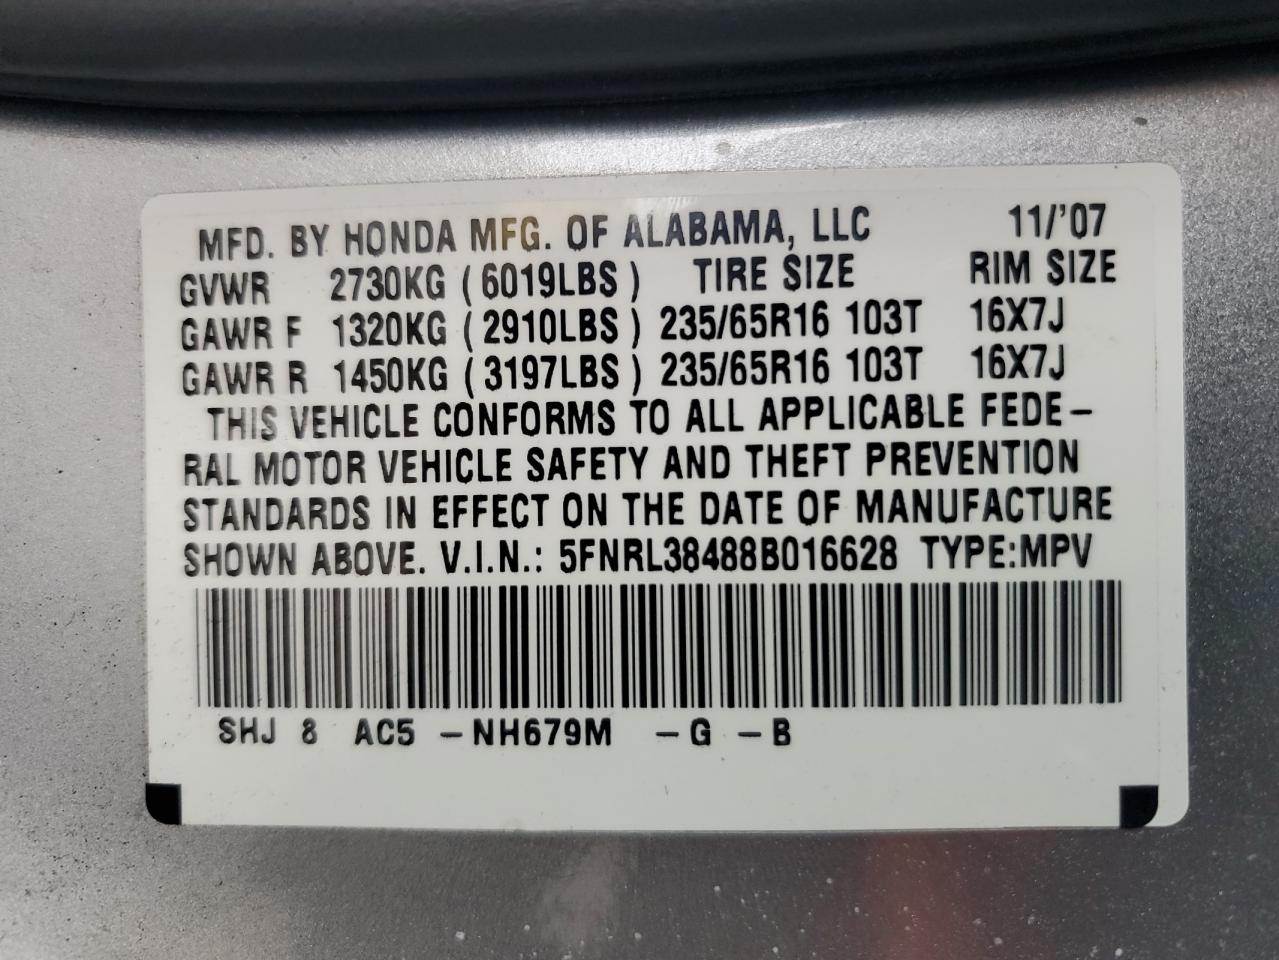 MFD. BY HONDA MFG. OF ALABAMA, LLC 11/'07
GVWR 2730KG (6019LBS) TIRE SIZE RIM SIZE
GAWR F 1320KG (2910LBS) 235/65R16 103T 16X7J
GAWR R 1450KG (3197LBS) 235/65R16 103T 16X7J
THIS VEHICLE CONFORMS TO ALL APPLICABLE FEDE-
RAL MOTOR VEHICLE SAFETY AND THEFT PREVENTION
STANDARDS IN EFFECT ON THE DATE OF MANUFACTURE
SHOWN ABOVE. V.I.N.: 5FNRL38488B016628 TYPE:MPV
SHJ 8 AC5 -NH679M -G -B